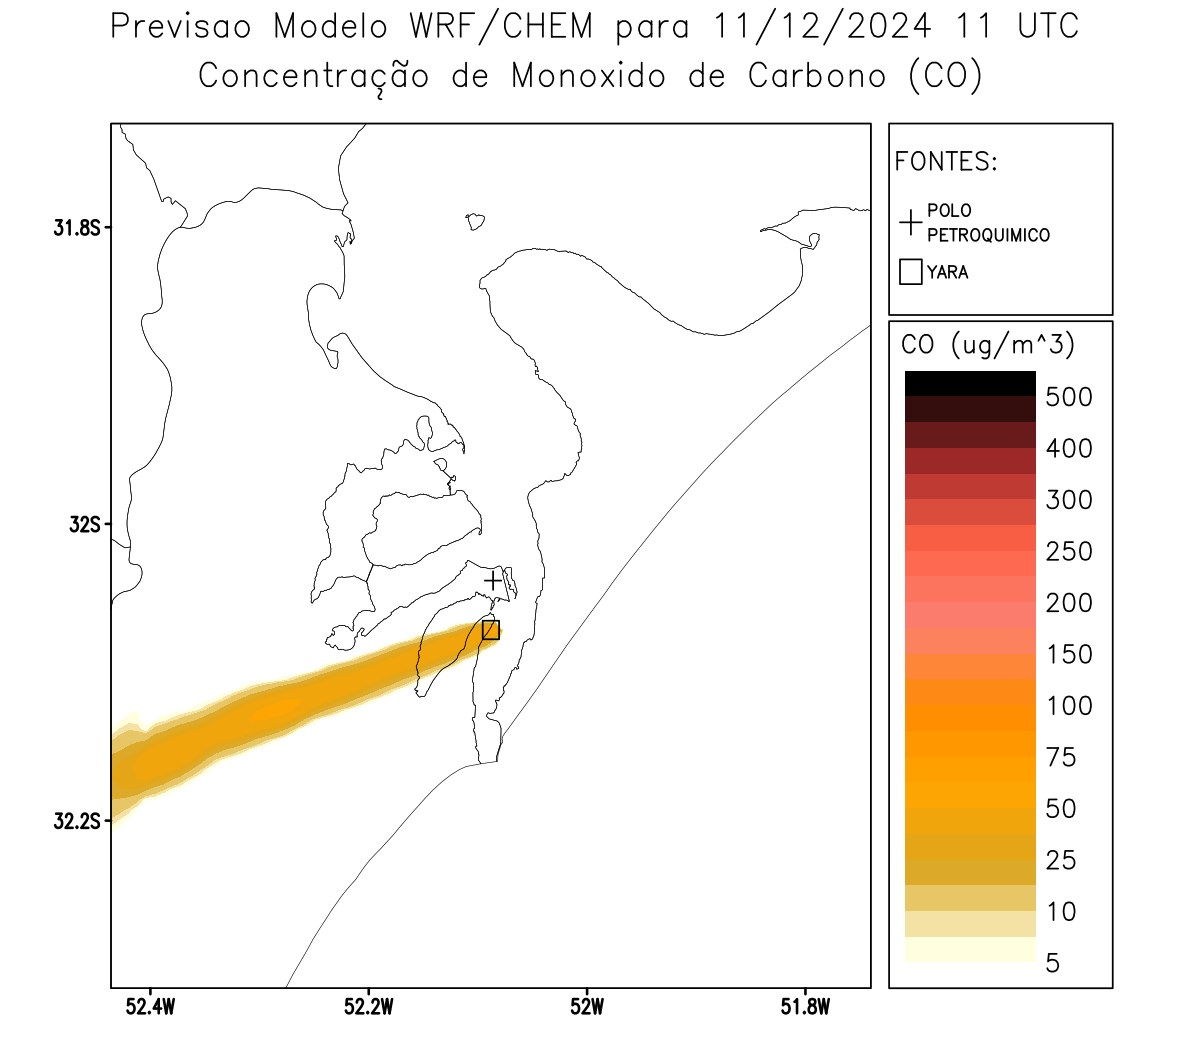 Previsao Modelo WRF/CHEM para 11/12/2024 11 UTC
Concentração de Monoxido de Carbono (CO)
FONTES:
POLO
PETROQUIMICO
YARA
CO (ug/m^3)
500
400
300
250
200
150
100
75
50
25
10
5
31.8S
32S
32.2S
52.4W
52.2W
52W
51.8W